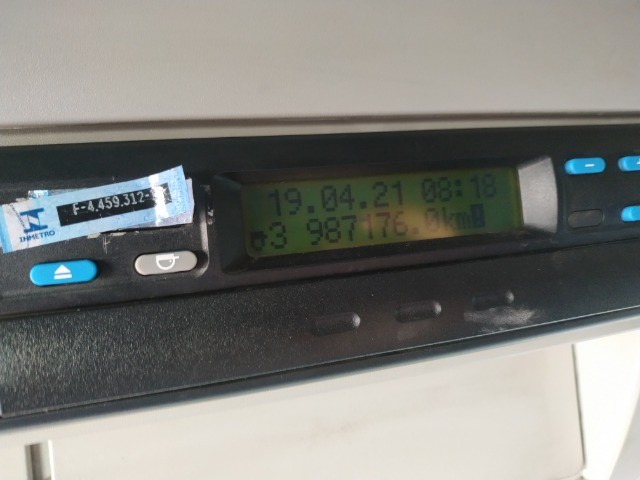 19.04.21 08:18
3 987176.0km
F-4.459.312-
INMETRO